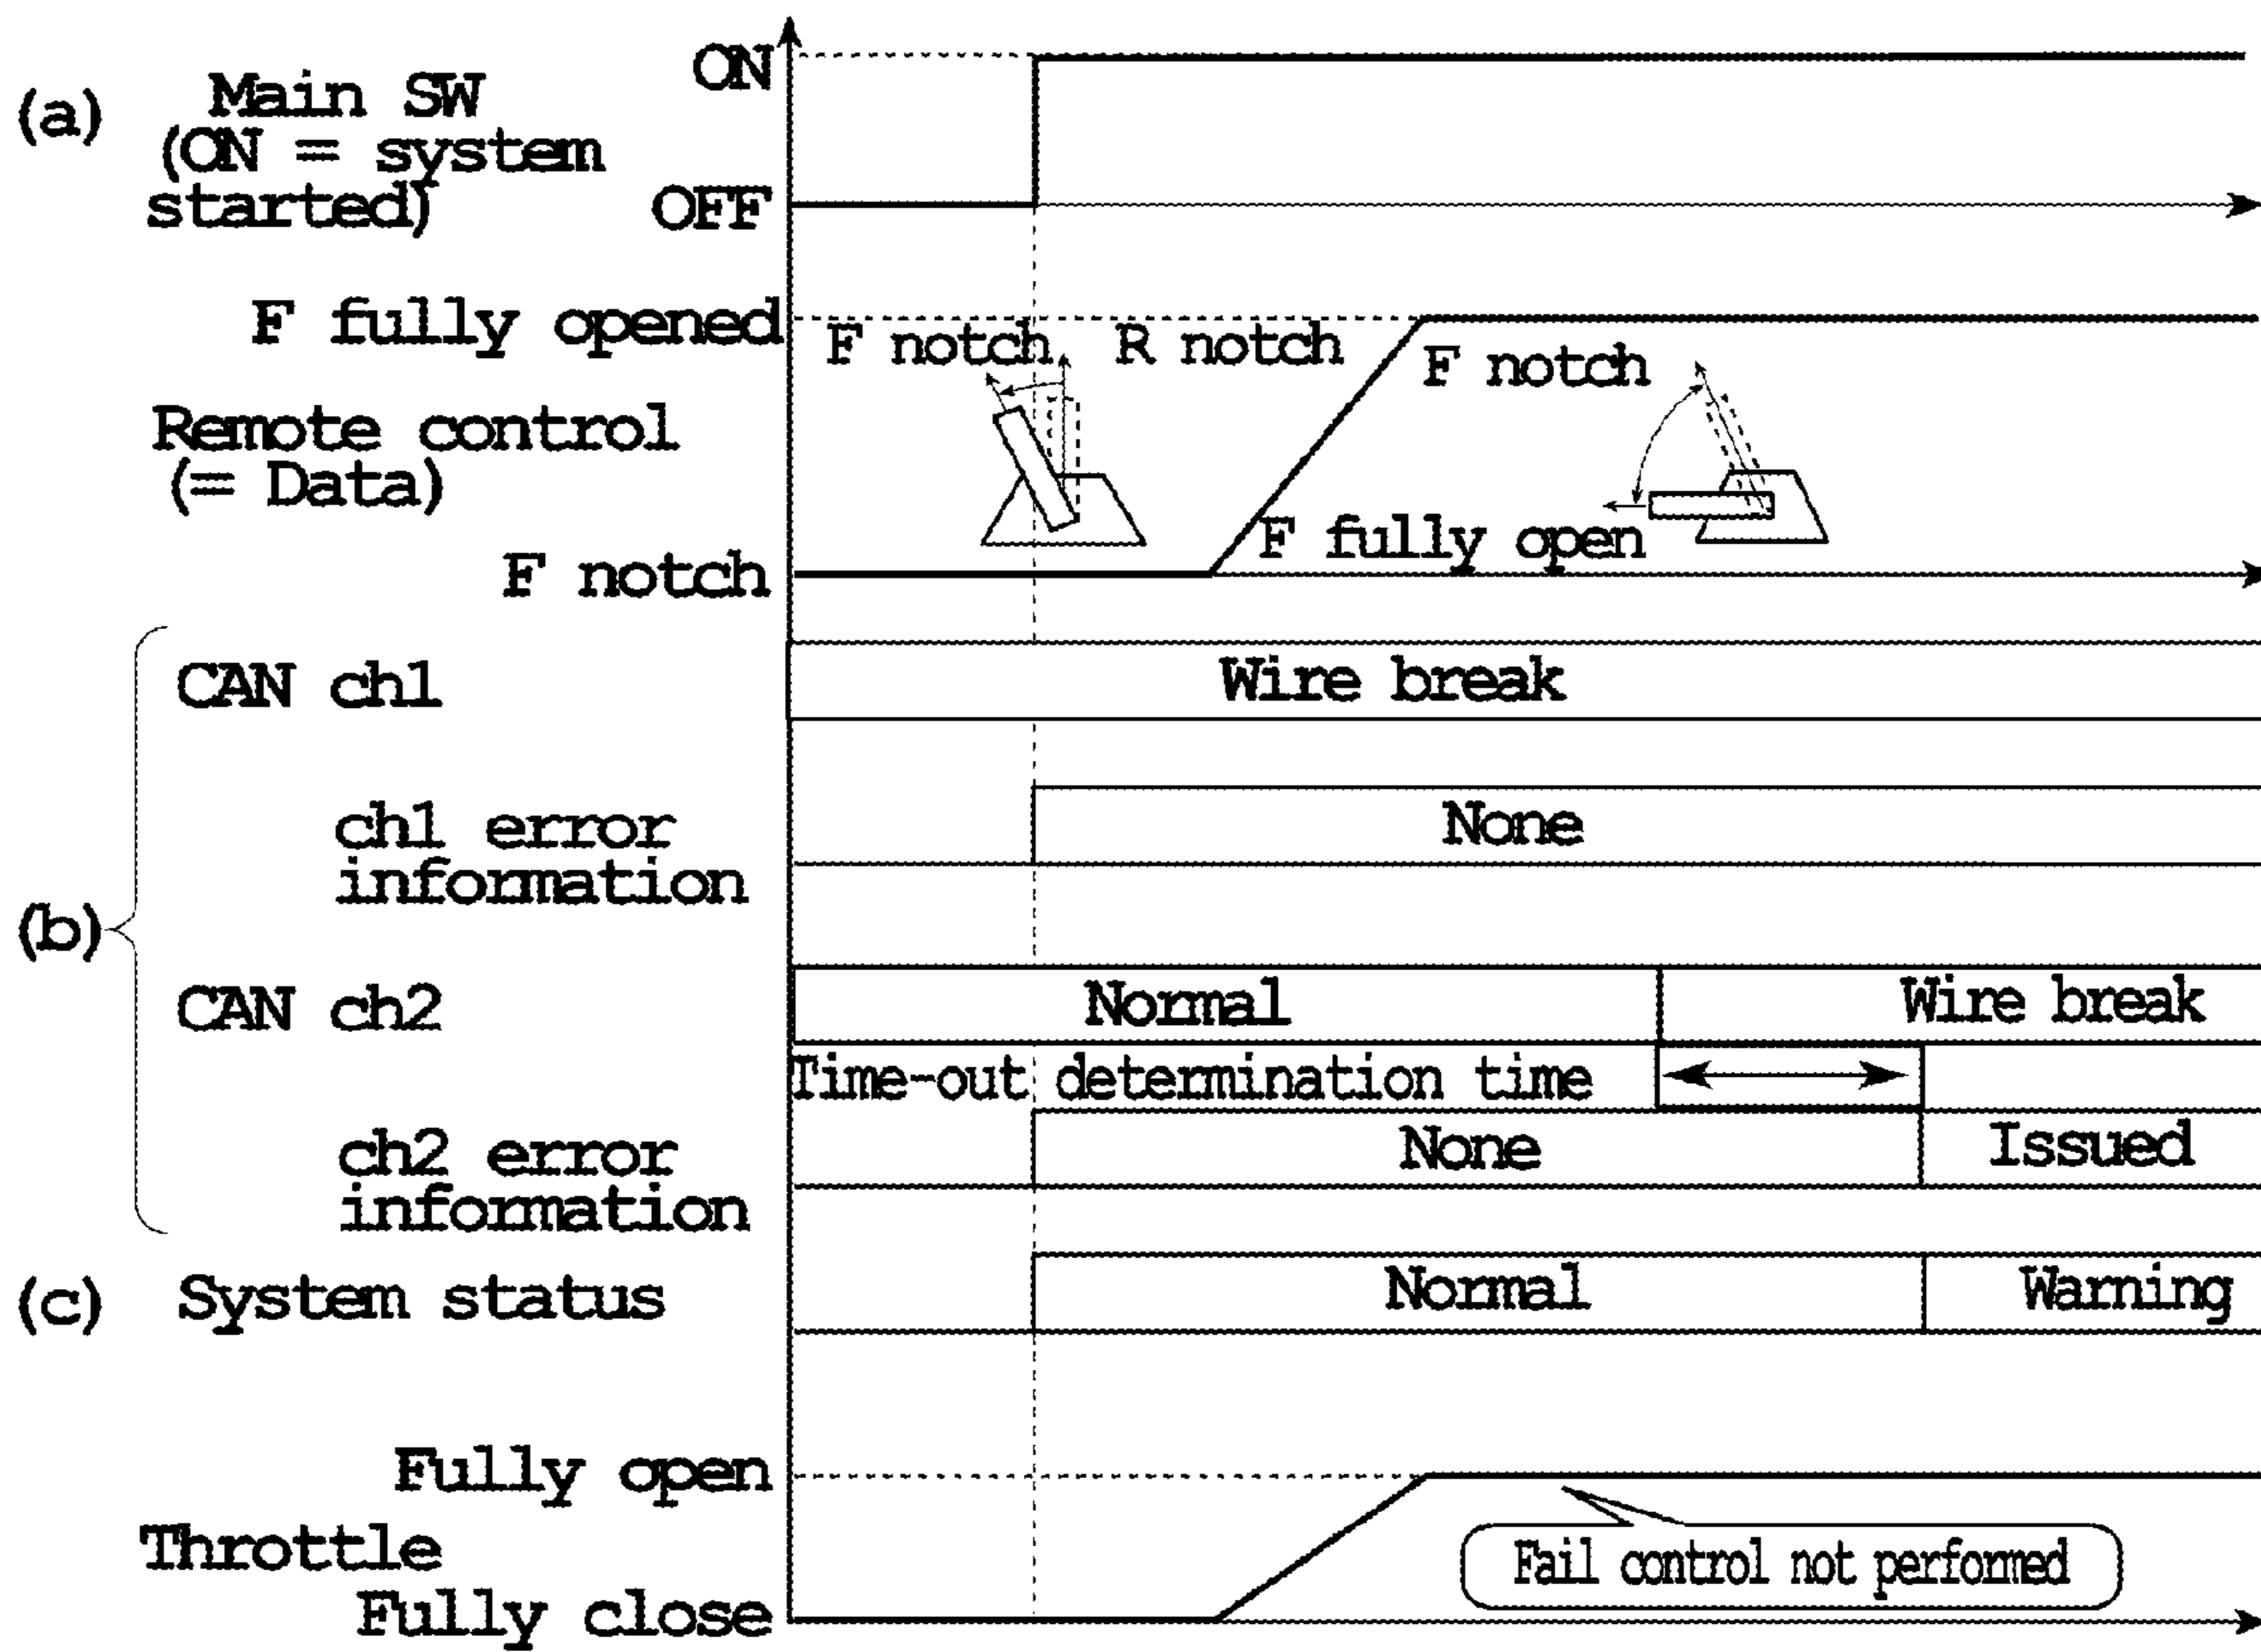 ON
(a) Main SW
(ON = system
started)
OFF
F fully opened
F notch R notch
F notch
Remote control
(= Data)
F fully open
F notch
CAN ch1
Wire break
ch1 error
information
None
(b)
CAN ch2
Normal Wire break
Time-out determination time
ch2 error
information
None Issued
(c) System status
Normal Warning
Fully open
Throttle
Fail control not performed
Fully close